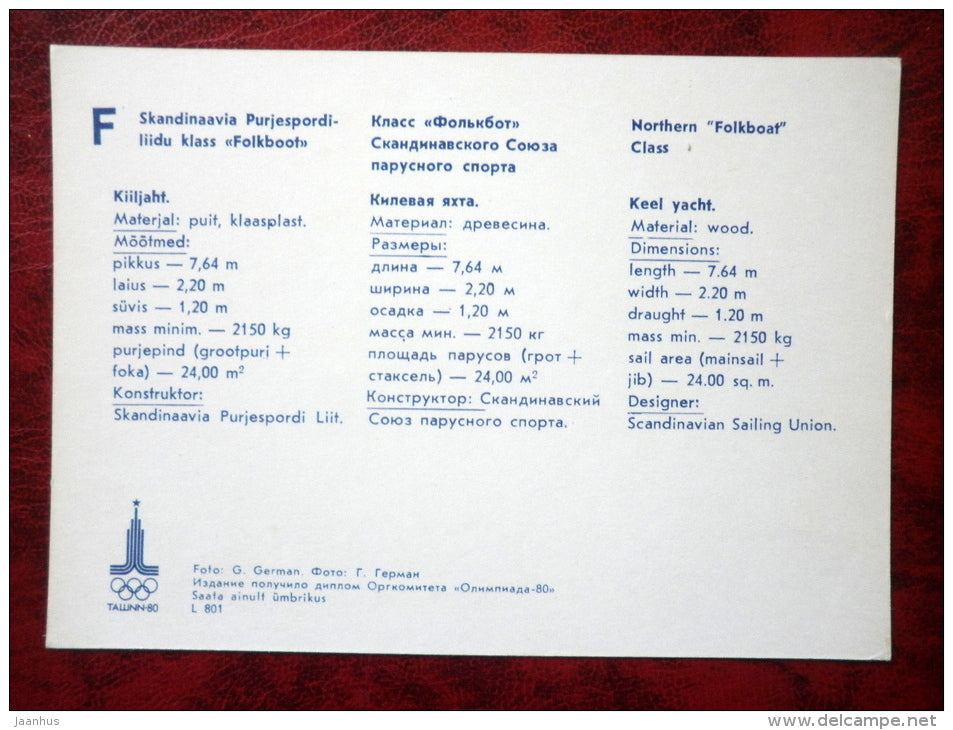 F
Skandinaavia Purjespordi-
liidu klass «Folkboot»
Kiiljaht.
Materjal: puit, klaasplast.
Mõõtmed:
pikkus — 7,64 m
laius — 2,20 m
süvis — 1,20 m
mass minim. — 2150 kg
purjepind (grootpuri +
foka) — 24,00 m²
Konstruktor:
Skandinaavia Purjespordi Liit.
Класс «Фолькбот»
Скандинавского Союза
парусного спорта
Килевая яхта.
Материал: древесина.
Размеры:
длина — 7,64 м
ширина — 2,20 м
осадка — 1,20 м
масса мин. — 2150 кг
площадь парусов (грот +
стаксель) — 24,00 м²
Конструктор: Скандинавский
Союз парусного спорта.
Northern "Folkboat"
Class
Keel yacht.
Material: wood.
Dimensions:
length — 7.64 m
width — 2.20 m
draught — 1.20 m
mass min. — 2150 kg
sail area (mainsail +
jib) — 24.00 sq. m.
Designer:
Scandinavian Sailing Union.
TALLINN-80
Foto: G. German. Фото: Г. Герман
Издание получило диплом Оргкомитета «Олимпиада-80»
Saata ainult ümbrikus
L 801
Jaanhus
delcampe.net